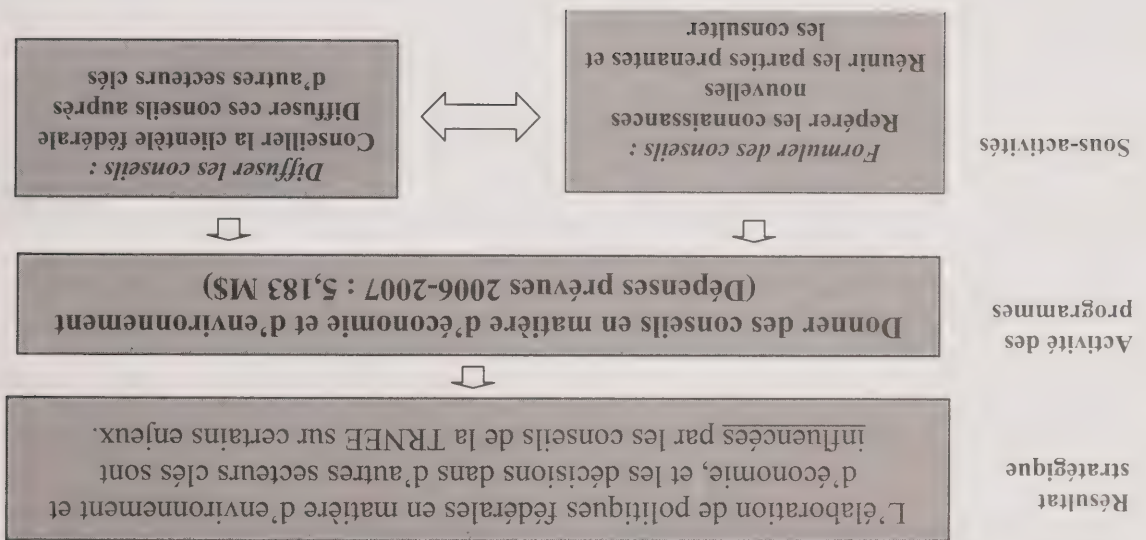 Résultat
stratégique
L'élaboration de politiques fédérales en matière d'environnement et
d'économie, et les décisions dans d'autres secteurs clés sont
influencées par les conseils de la TRNEE sur certains enjeux.
Activité des
programmes
Donner des conseils en matière d'économie et d'environnement
(Dépenses prévues 2006-2007 : 5,183 M$)
Sous-activités
Formuler des conseils :
Repérer les connaissances
nouvelles
Réunir les parties prenantes et
les consulter
Diffuser les conseils :
Conseiller la clientèle fédérale
Diffuser ces conseils auprès
d'autres secteurs clés